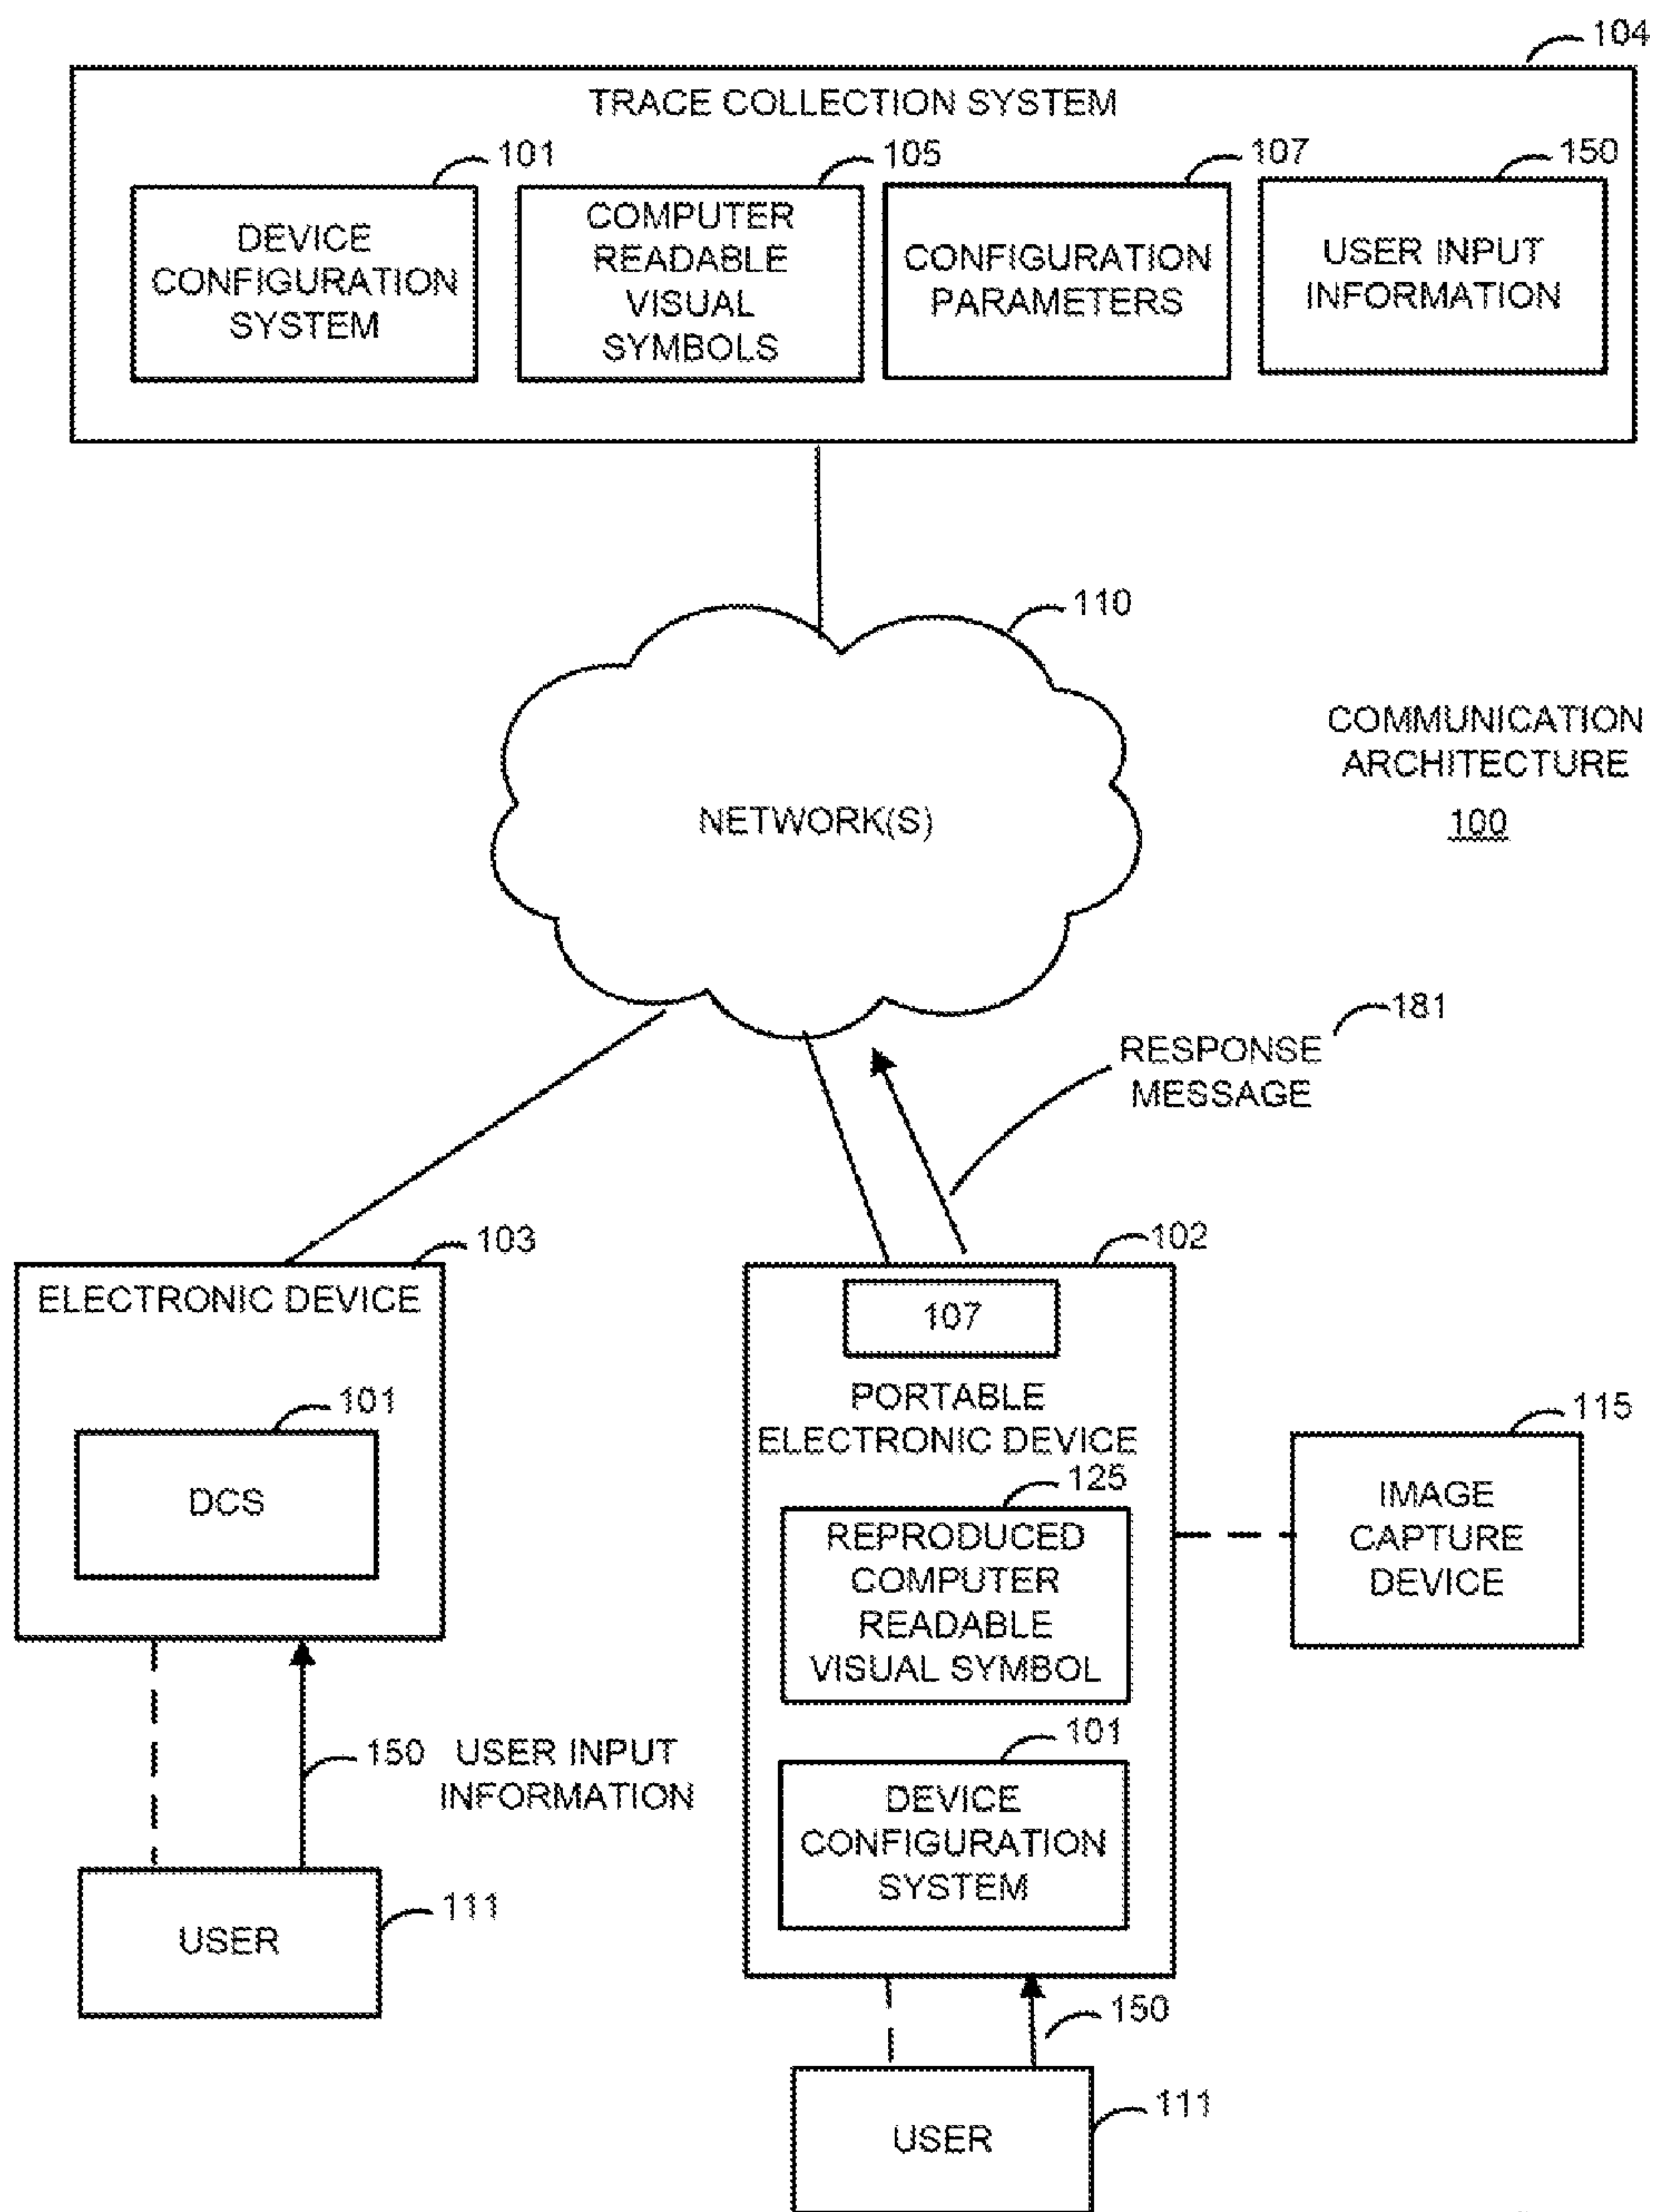 104
TRACE COLLECTION SYSTEM
101
105
107
150
DEVICE
CONFIGURATION
SYSTEM
COMPUTER
READABLE
VISUAL
SYMBOLS
CONFIGURATION
PARAMETERS
USER INPUT
INFORMATION
110
COMMUNICATION
ARCHITECTURE
100
NETWORK(S)
181
RESPONSE
MESSAGE
103
ELECTRONIC DEVICE
101
DCS
102
107
PORTABLE
ELECTRONIC DEVICE
125
REPRODUCED
COMPUTER
READABLE
VISUAL SYMBOL
115
IMAGE
CAPTURE
DEVICE
101
DEVICE
CONFIGURATION
SYSTEM
150 USER INPUT
INFORMATION
111
USER
150
111
USER